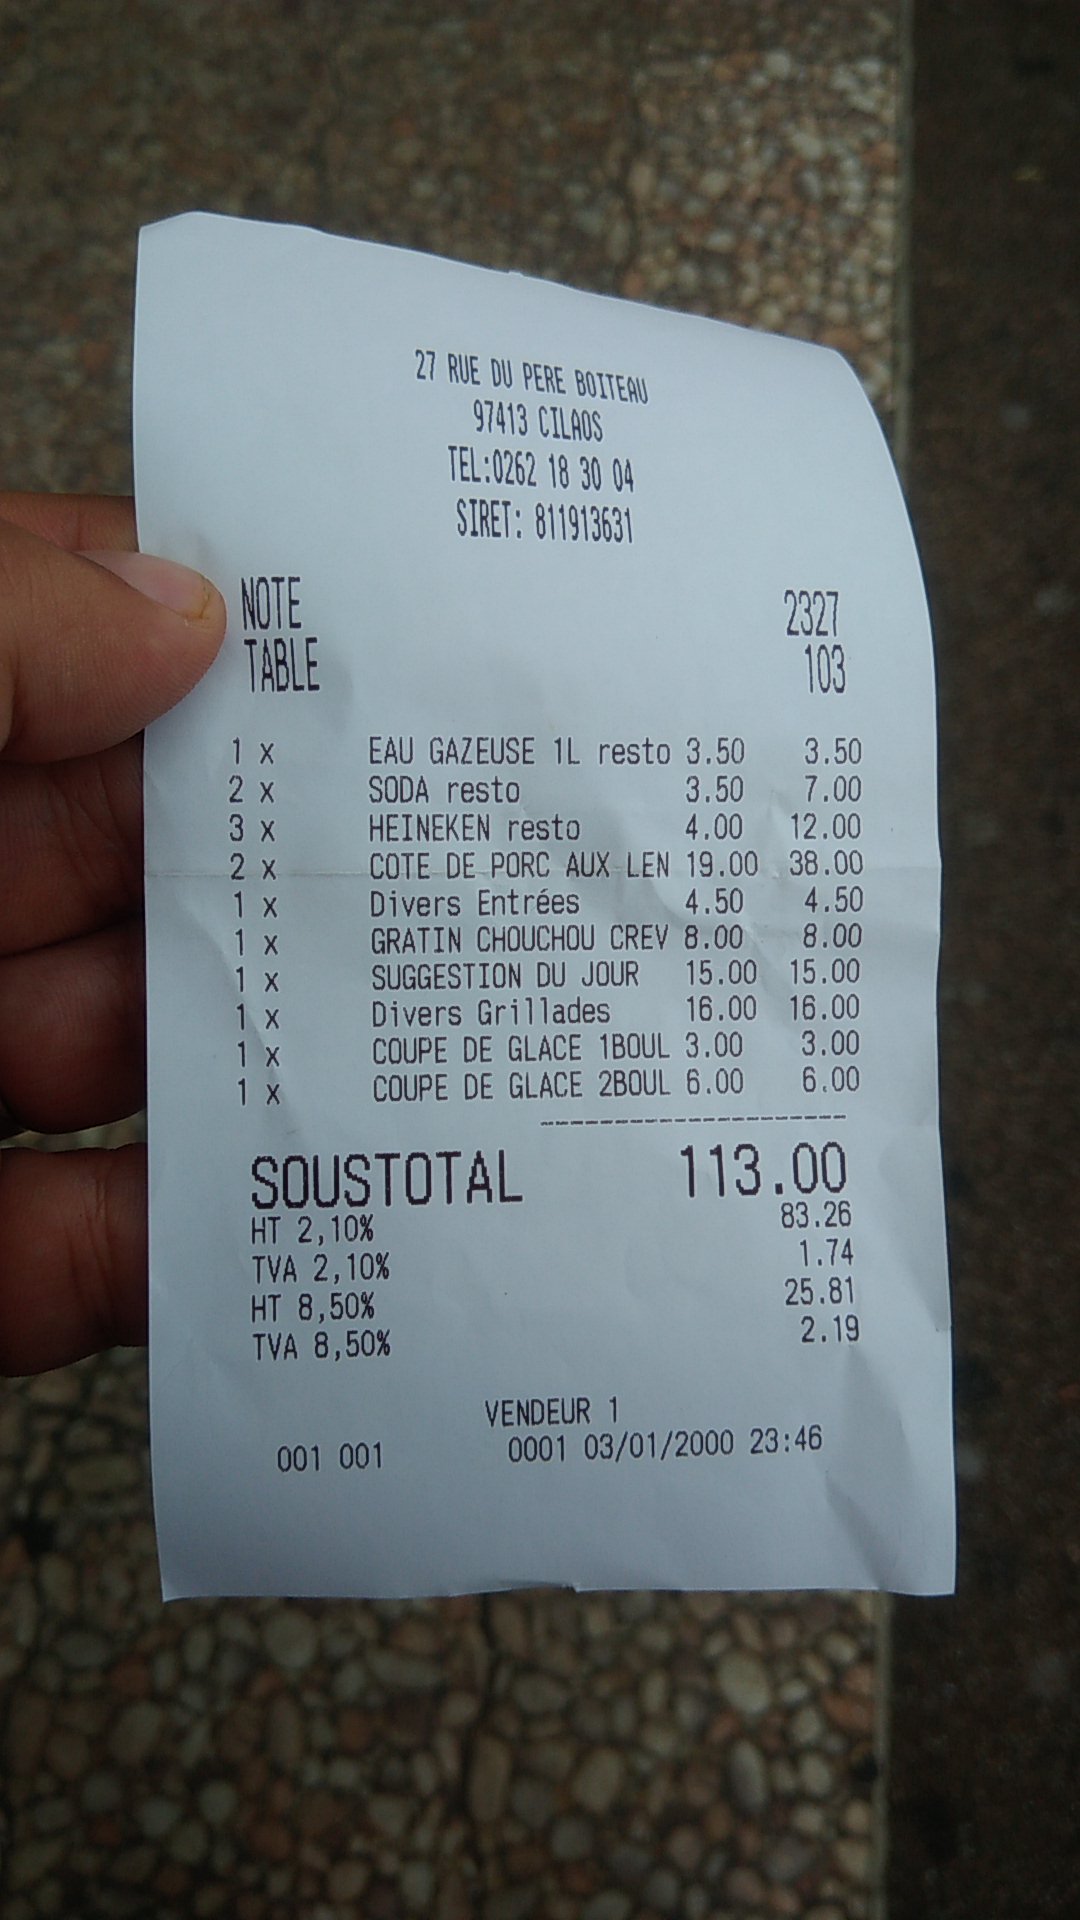 27 RUE DU PERE BOITEAU
97413 CILAOS
TEL:0262 18 30 04
SIRET: 811913631
NOTE 2327
TABLE 103
1 x EAU GAZEUSE 1L resto 3.50 3.50
2 x SODA resto 3.50 7.00
3 x HEINEKEN resto 4.00 12.00
2 x COTE DE PORC AUX LEN 19.00 38.00
1 x Divers Entrées 4.50 4.50
1 x GRATIN CHOUCHOU CREV 8.00 8.00
1 x SUGGESTION DU JOUR 15.00 15.00
1 x Divers Grillades 16.00 16.00
1 x COUPE DE GLACE 1BOUL 3.00 3.00
1 x COUPE DE GLACE 2BOUL 6.00 6.00
SOUSTOTAL 113.00
HT 2,10% 83.26
TVA 2,10% 1.74
HT 8,50% 25.81
TVA 8,50% 2.19
VENDEUR 1
001 001 0001 03/01/2000 23:46